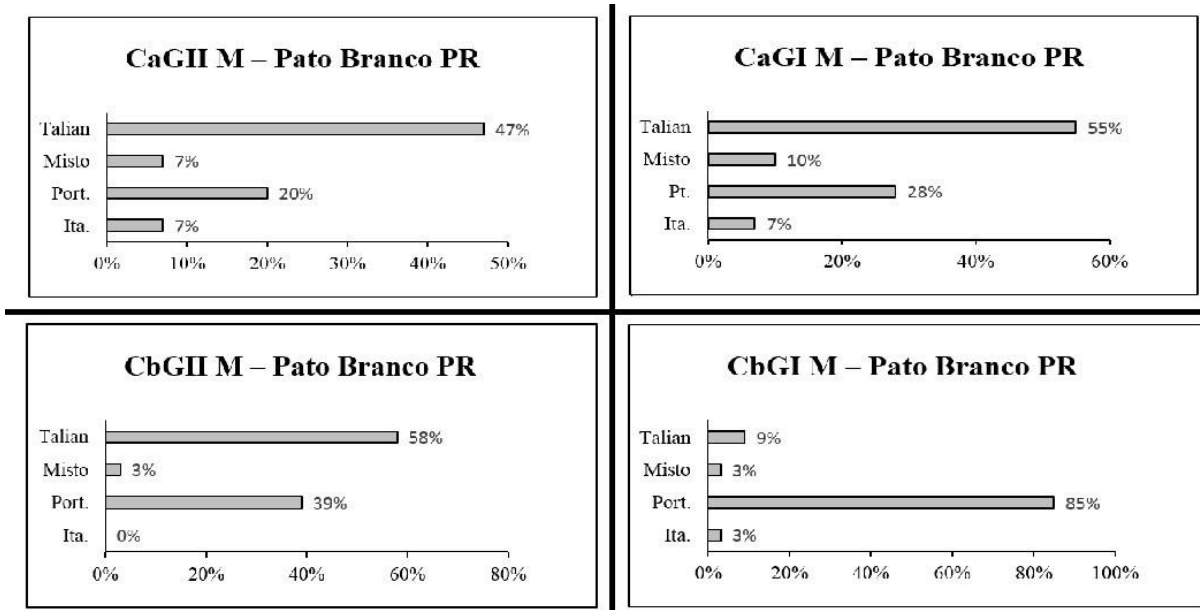 CaGII M – Pato Branco PR
Talian 47%
Misto 7%
Port. 20%
Ita. 7%
0% 10% 20% 30% 40% 50%
CaGI M – Pato Branco PR
Talian 55%
Misto 10%
Pt. 28%
Ita. 7%
0% 20% 40% 60%
CbGII M – Pato Branco PR
Talian 58%
Misto 3%
Port. 39%
Ita. 0%
0% 20% 40% 60% 80%
CbGI M – Pato Branco PR
Talian 9%
Misto 3%
Port. 85%
Ita. 3%
0% 20% 40% 60% 80% 100%